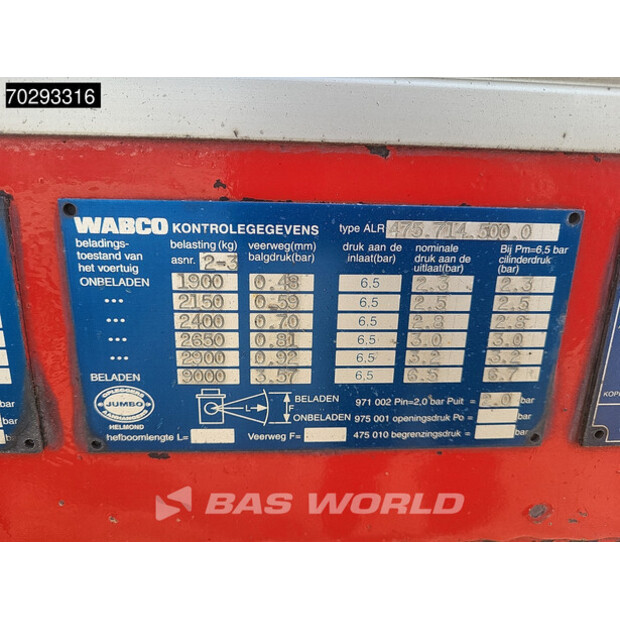 70293316
WABCO KONTROLEGEGEVENS type ALR 475.714.500.0
beladings-
toestand van
het voertuig
belasting (kg)
asnr. 2-3
veerweg(mm)
balgdruk(bar)
druk aan de
inlaat(bar)
nominale
druk aan de
uitlaat(bar)
Bij Pm=6,5 bar
cilinderdruk
(bar)
ONBELADEN 1900 0.48 6,5 2.3 2.3
••• 2150 0.59 6,5 2.5 2.5
••• 2400 0.70 6,5 2.8 2.8
••• 2650 0.81 6,5 3.0 3.0
••• 2900 0.92 6,5 3.2 3.2
BELADEN 9000 3.57 6,5 6.5 6.7
OPLEGGERS
JUMBO
AANHANGERS
HELMOND
L
F
BELADEN
ONBELADEN
971 002 Pin=2,0 bar Puit = 2.0 bar
975 001 openingsdruk Po = bar
hefboomlengte L= Veerweg F= 475 010 begrenzingsdruk = bar
bar
bar
bar
KOP
BAS WORLD